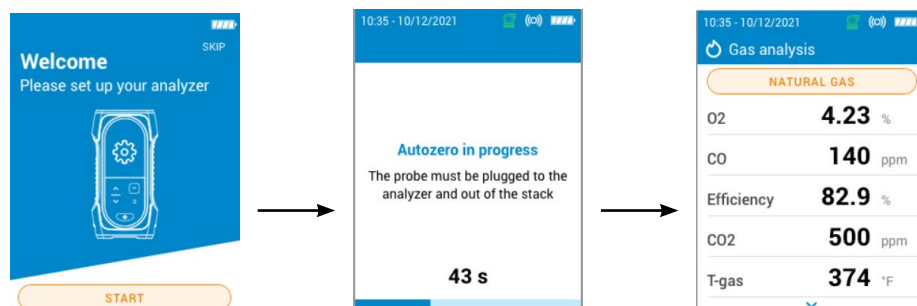 SKIP
Welcome
Please set up your analyzer
START
10:35 - 10/12/2021
Autozero in progress
The probe must be plugged to the
analyzer and out of the stack
43 s
10:35 - 10/12/2021
Gas analysis
NATURAL GAS
O2 4.23 %
CO 140 ppm
Efficiency 82.9 %
CO2 500 ppm
T-gas 374 °F